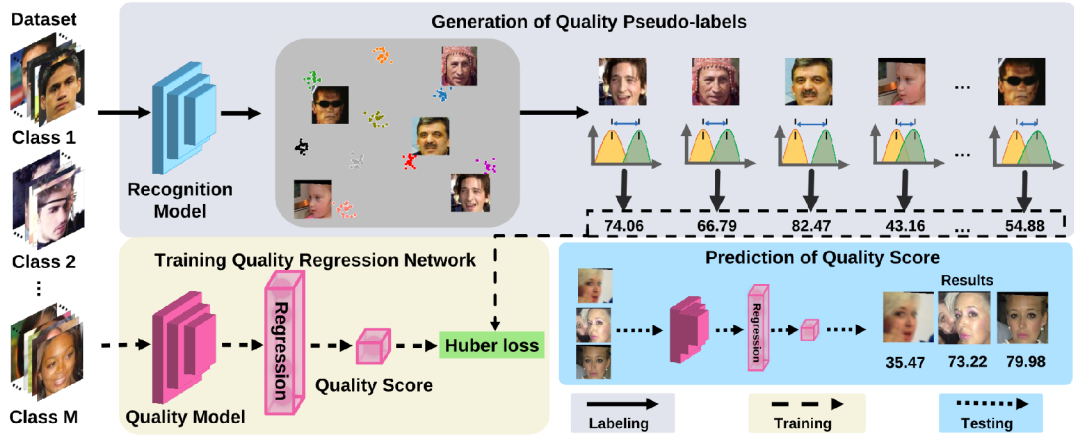 Dataset
Generation of Quality Pseudo-labels
Class 1
Recognition
Model
...
...
74.06 66.79 82.47 43.16 ... 54.88
Class 2
...
Class M
Training Quality Regression Network
Regression
Huber loss
Quality Score
Quality Model
Prediction of Quality Score
Regression
Results
35.47 73.22 79.98
Labeling
Training
Testing